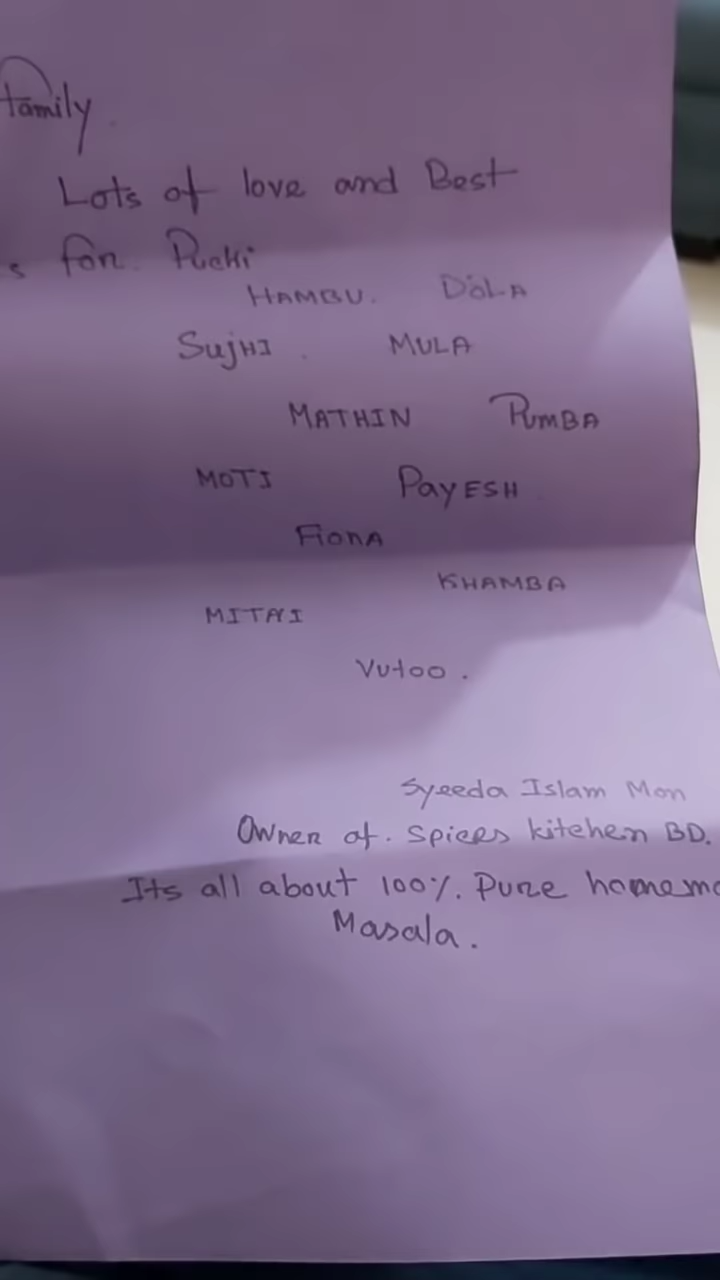 family
Lots of love and Best
s for Puchi
HAMBU. DOLA
SUJHI . MULA
MATHIN PUMBA
MOTI PAYESH
FIONA
KHAMBA
MITAI
Vutoo.
Syeeda Islam Mon
Owner of. Spices kitchen BD.
Its all about 100%. Pure homema
Masala.